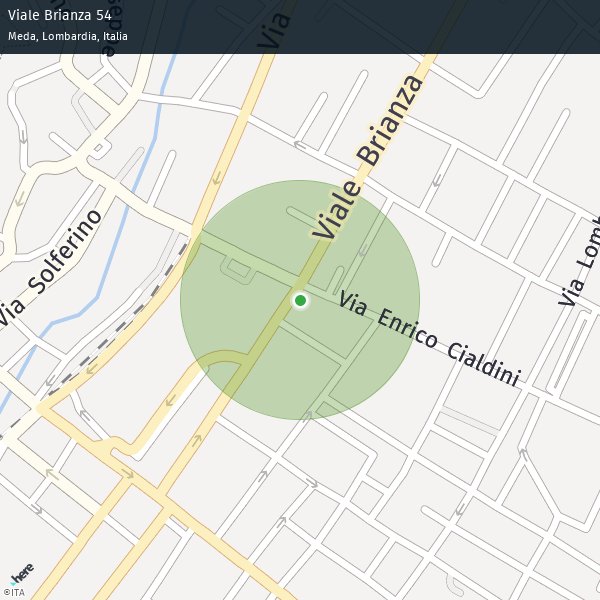 Viale Brianza 54
Meda, Lombardia, Italia
Via
Viale Brianza
Via Solferino
Via Enrico Cialdini
Via Lomb
here
©ITA